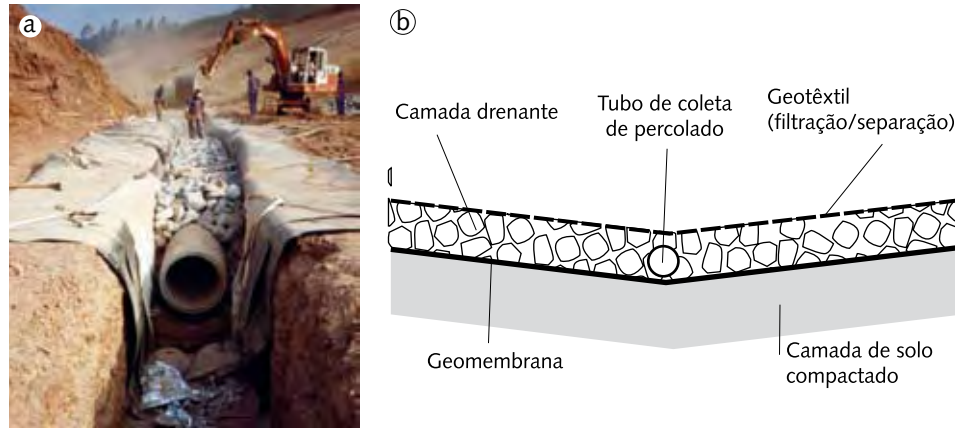 a
b
Camada drenante
Tubo de coleta
de percolado
Geotêxtil
(filtração/separação)
Geomembrana
Camada de solo
compactado